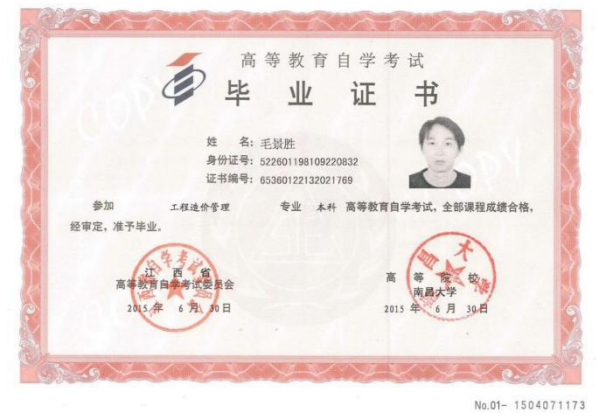 高等教育自学考试
毕业证书
姓 名: 毛景胜
身份证号: 522601198109220832
证书编号: 65360122132021769
参加 工程造价管理 专业 本科 高等教育自学考试, 全部课程成绩合格,
经审定, 准予毕业。
江西省
高等教育自学考试委员会
2015 年 6 月 30 日
高等院校
南昌大学
2015 年 6 月 30 日
No.01- 1504071173
COPY
COPY